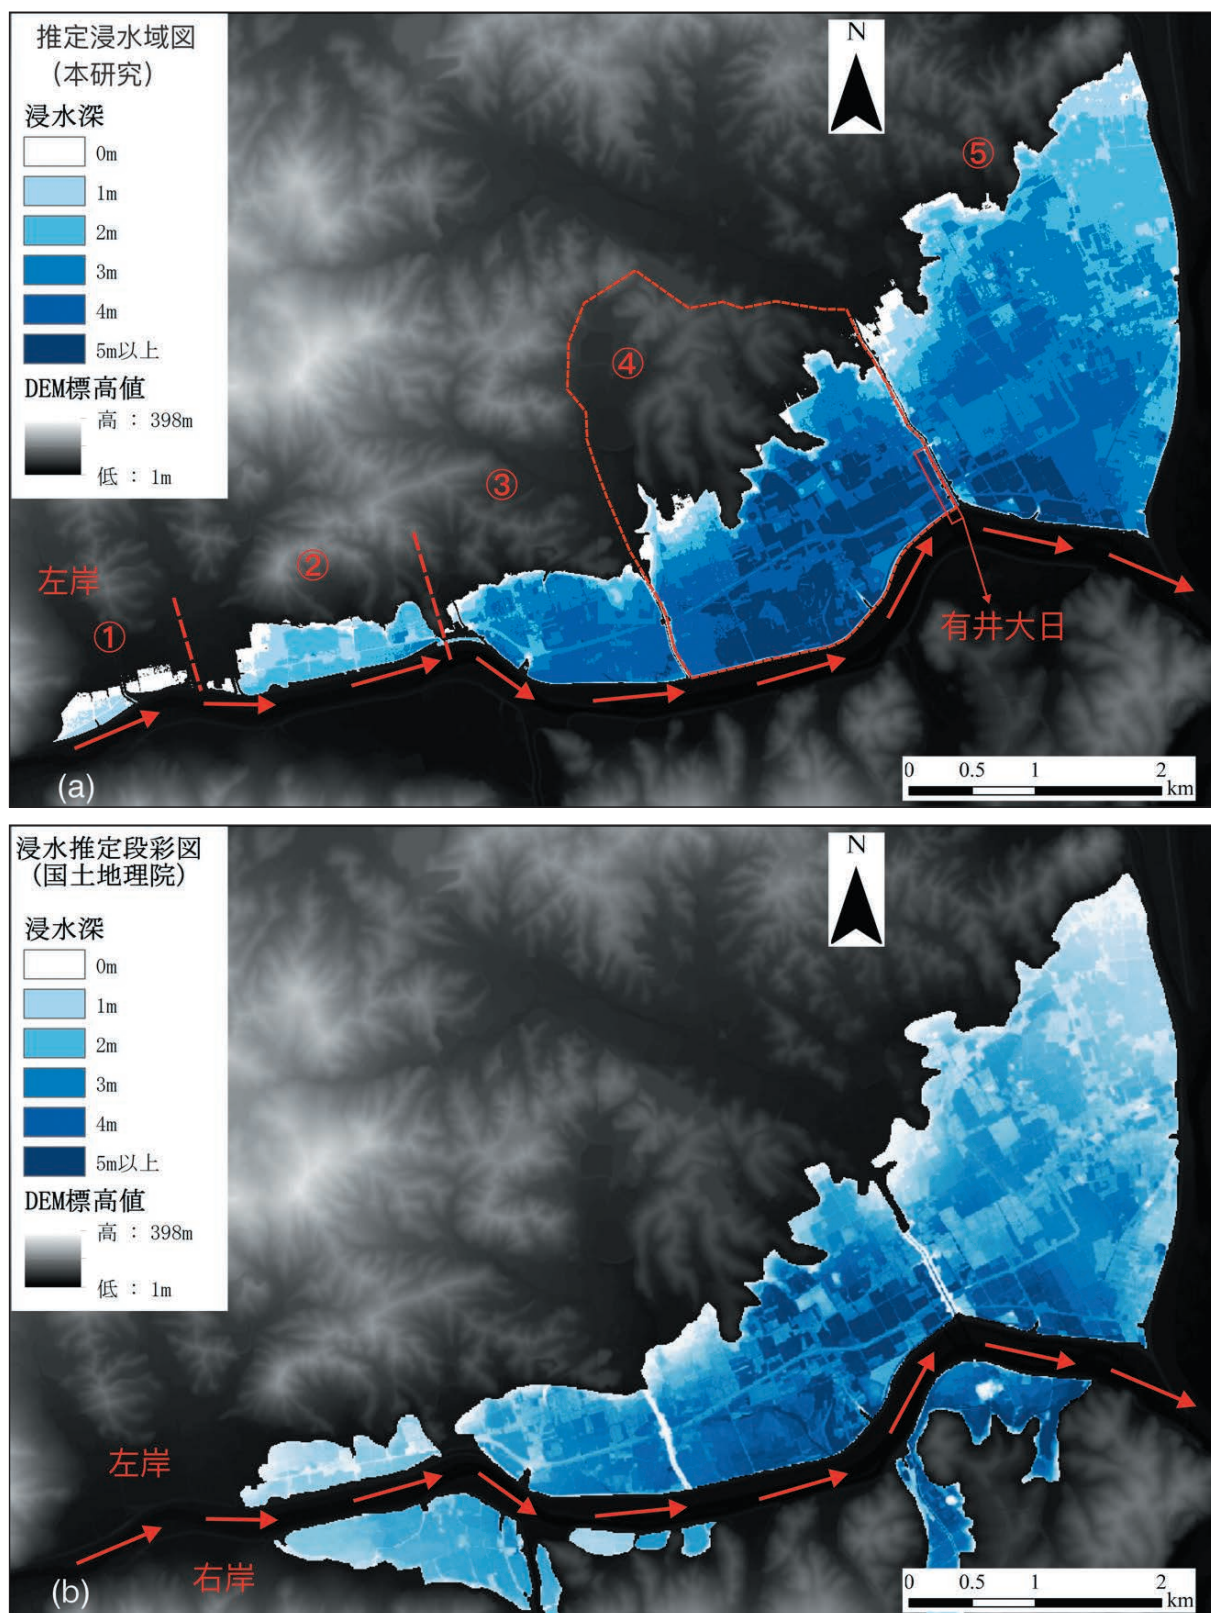 推定浸水域図
（本研究）
浸水深
0m
1m
2m
3m
4m
5m以上
DEM標高値
高 : 398m
低 : 1m
N
①
②
③
④
⑤
左岸
有井大日
0 0.5 1 2
km
(a)
浸水推定段彩図
（国土地理院）
浸水深
0m
1m
2m
3m
4m
5m以上
DEM標高値
高 : 398m
低 : 1m
N
左岸
右岸
0 0.5 1 2
km
(b)